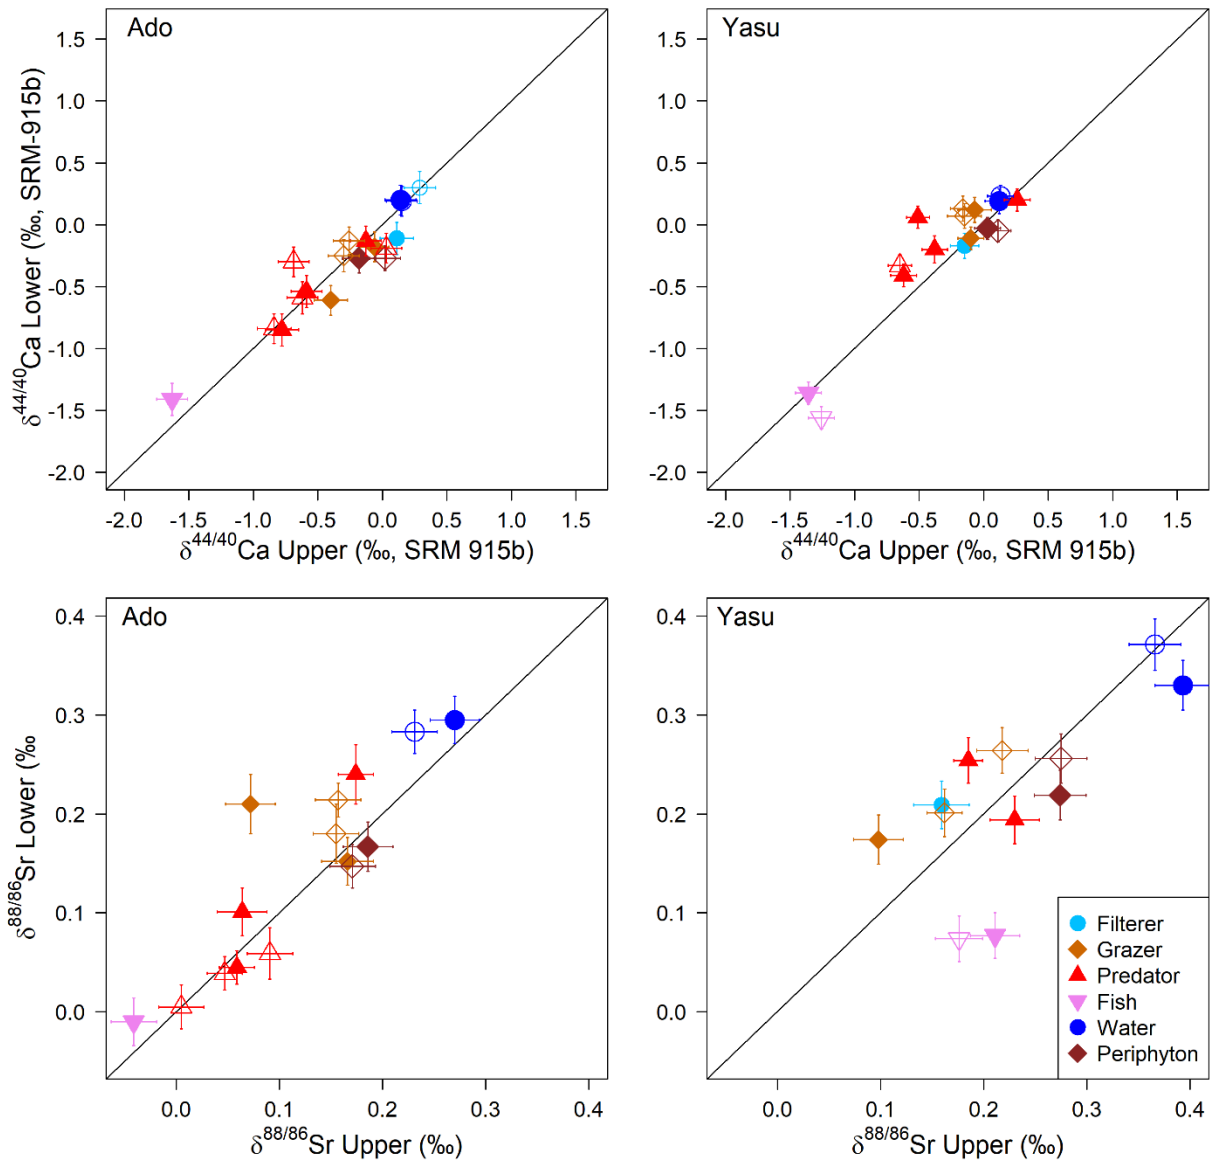 Ado
1.5
1.0
0.5
0.0
-0.5
-1.0
-1.5
-2.0
δ44/40Ca Lower (‰, SRM-915b)
-2.0 -1.5 -1.0 -0.5 0.0 0.5 1.0 1.5
δ44/40Ca Upper (‰, SRM 915b)
Yasu
1.5
1.0
0.5
0.0
-0.5
-1.0
-1.5
-2.0
-2.0 -1.5 -1.0 -0.5 0.0 0.5 1.0 1.5
δ44/40Ca Upper (‰, SRM 915b)
Ado
0.4
0.3
0.2
0.1
0.0
δ88/86Sr Lower (‰
0.0 0.1 0.2 0.3 0.4
δ88/86Sr Upper (‰)
Yasu
0.4
0.3
0.2
0.1
0.0
Filterer
Grazer
Predator
Fish
Water
Periphyton
0.0 0.1 0.2 0.3 0.4
δ88/86Sr Upper (‰)